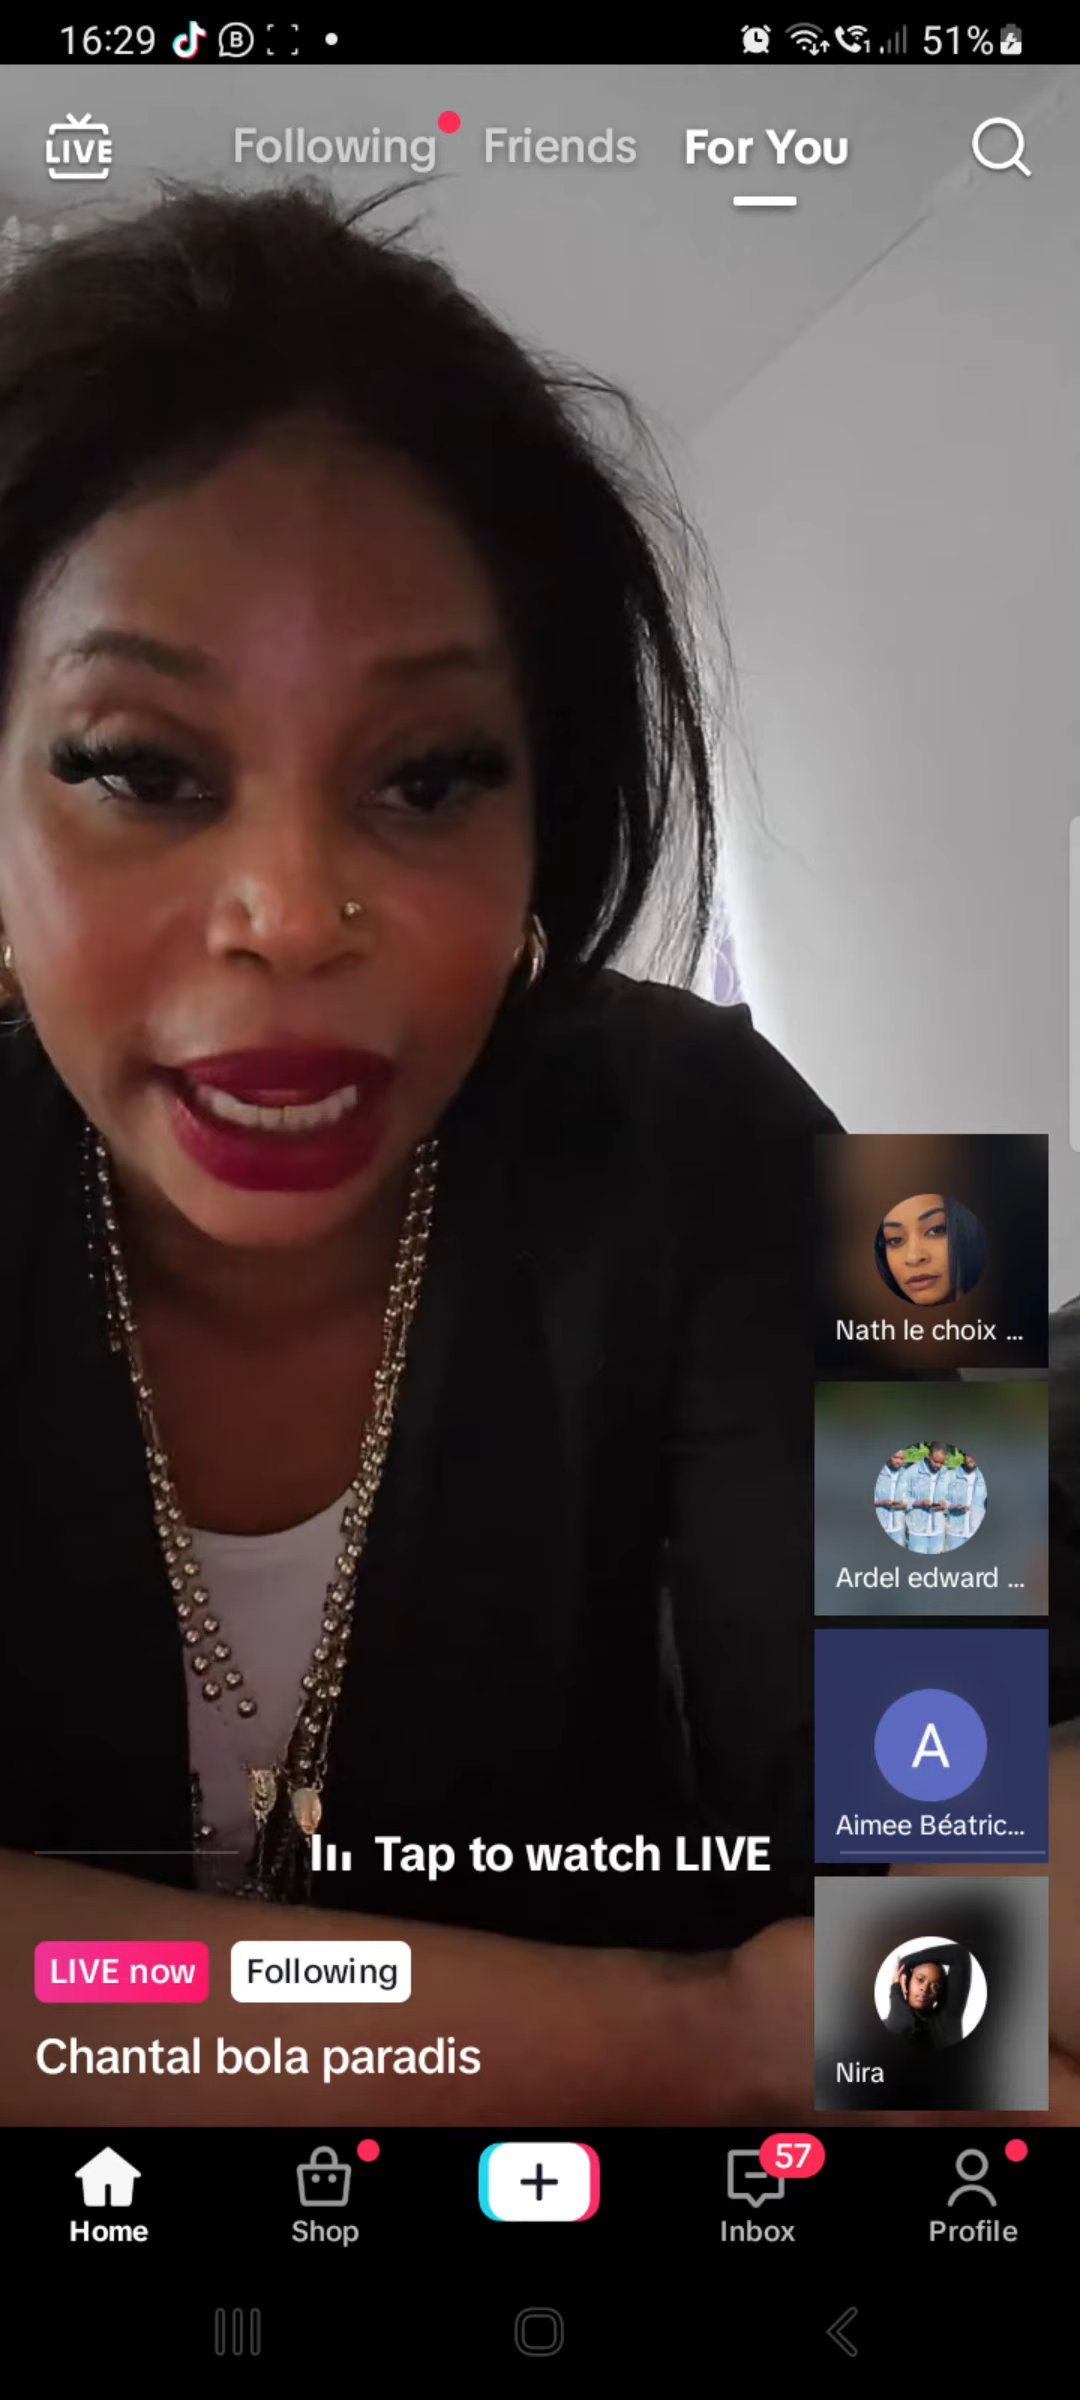 16:29
B
1
51%
LIVE
Following
Friends
For You
Nath le choix ...
Ardel edward ...
A
Aimee Béatric...
Tap to watch LIVE
Nira
LIVE now
Following
Chantal bola paradis
57
Home
Shop
Inbox
Profile